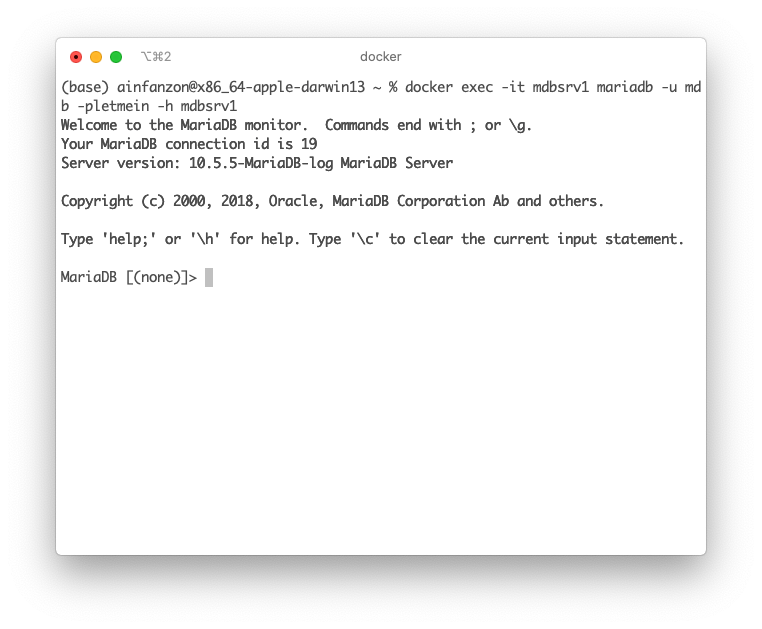 ⌥⌘2 docker
(base) ainfanzon@x86_64-apple-darwin13 ~ % docker exec -it mdbsrv1 mariadb -u md
b -pletmein -h mdbsrv1
Welcome to the MariaDB monitor.  Commands end with ; or \g.
Your MariaDB connection id is 19
Server version: 10.5.5-MariaDB-log MariaDB Server
Copyright (c) 2000, 2018, Oracle, MariaDB Corporation Ab and others.
Type 'help;' or '\h' for help. Type '\c' to clear the current input statement.
MariaDB [(none)]>